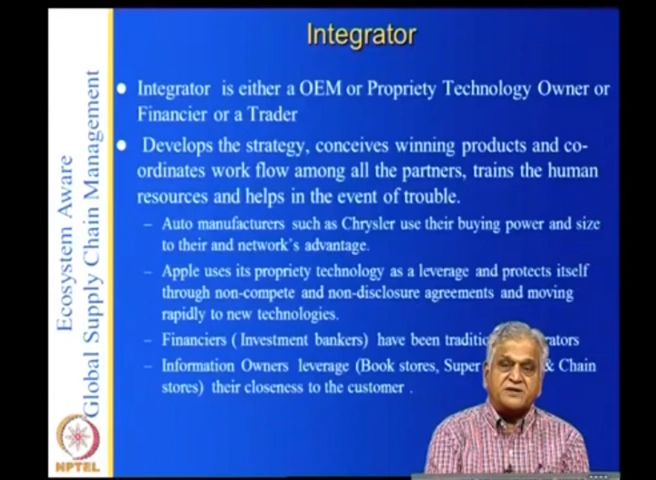 Integrator
Integrator is either a OEM or Propriety Technology Owner or
Financier or a Trader
Develops the strategy, conceives winning products and co-
ordinates work flow among all the partners, trains the human
resources and helps in the event of trouble.
– Auto manufacturers such as Chrysler use their buying power and size
to their and network's advantage.
– Apple uses its propriety technology as a leverage and protects itself
through non-compete and non-disclosure agreements and moving
rapidly to new technologies.
– Financiers ( Investment bankers) have been
– Information Owners leverage (Book stores, Super & Chain
stores) their closeness to the customer .
Ecosystem Aware
Global Supply Chain Management
NPTEL